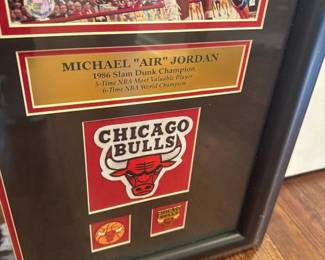 MICHAEL "AIR" JORDAN
1986 Slam Dunk Champion
5-Time NBA Most Valuable Player
6-Time NBA World Champion
CHICAGO
BULLS